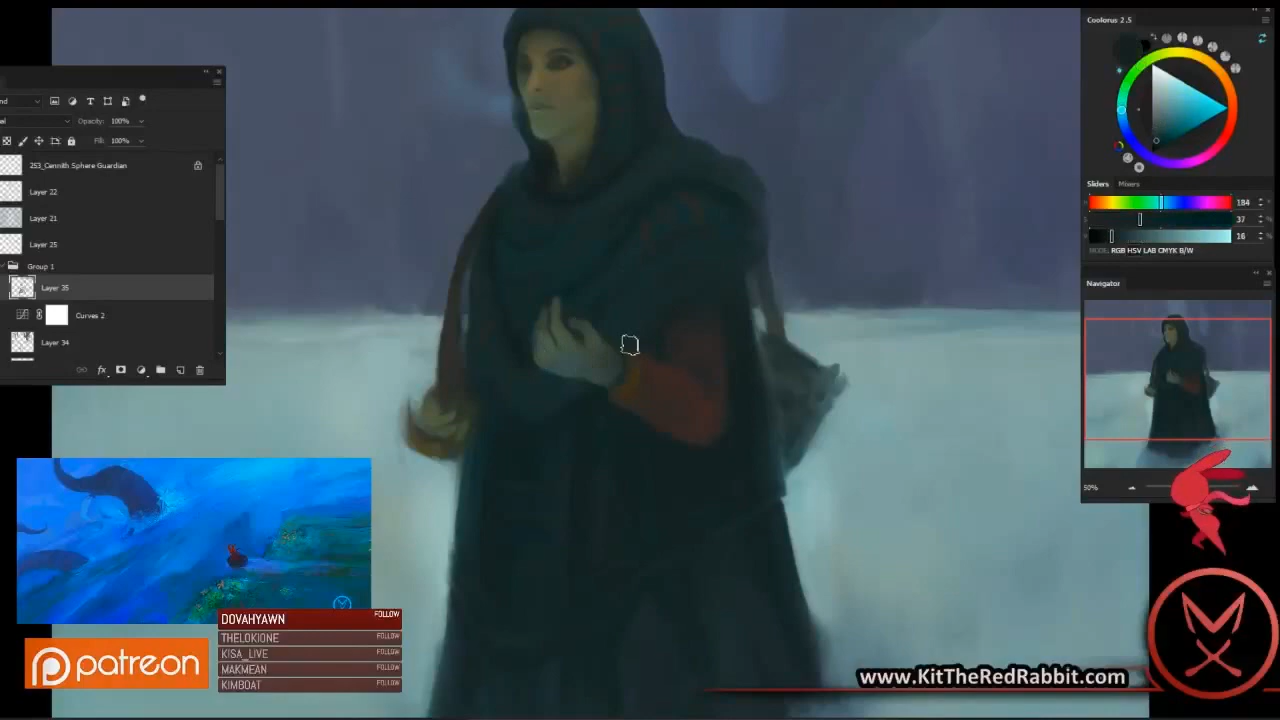 Coolorus 2.5
Opacity: 100%
Fill: 100%
253_Cennith Sphere Guardian
Layer 22
Layer 21
Layer 25
Group 1
Layer 35
Curves 2
Layer 34
Sliders Mixers
184
37
16
MODE: RGB HSV LAB CMYK B/W
Navigator
50%
DOVAHYAWN FOLLOW
THELOKIONE FOLLOW
KISA_LIVE FOLLOW
MAKMEAN FOLLOW
KIMBOAT FOLLOW
patreon
www.KitTheRedRabbit.com